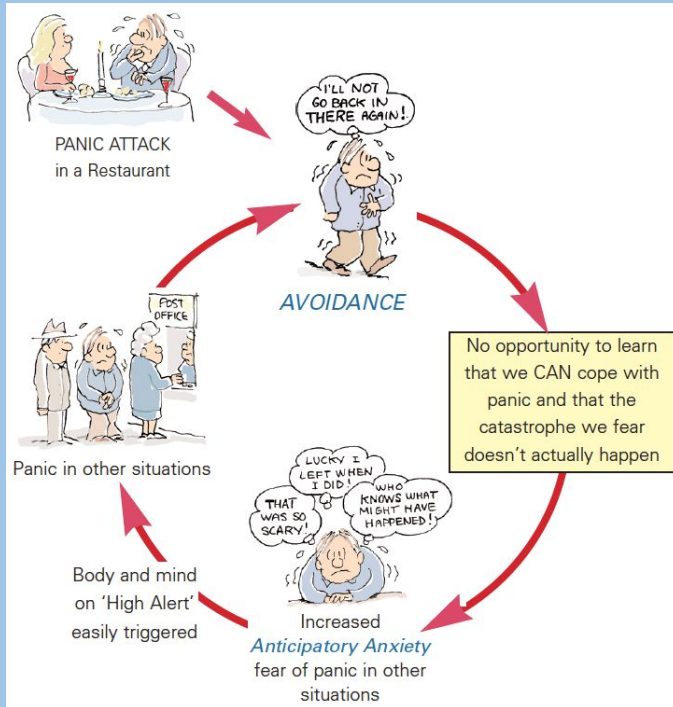 PANIC ATTACK
in a Restaurant
I'LL NOT
GO BACK IN
THERE AGAIN!
AVOIDANCE
No opportunity to learn
that we CAN cope with
panic and that the
catastrophe we fear
doesn't actually happen
THAT
WAS SO
SCARY!
LUCKY I
LEFT WHEN
I DID!
WHO
KNOWS WHAT
MIGHT HAVE
HAPPENED!
Increased
Anticipatory Anxiety
fear of panic in other
situations
Body and mind
on ‘High Alert’
easily triggered
POST
OFFICE
Panic in other situations